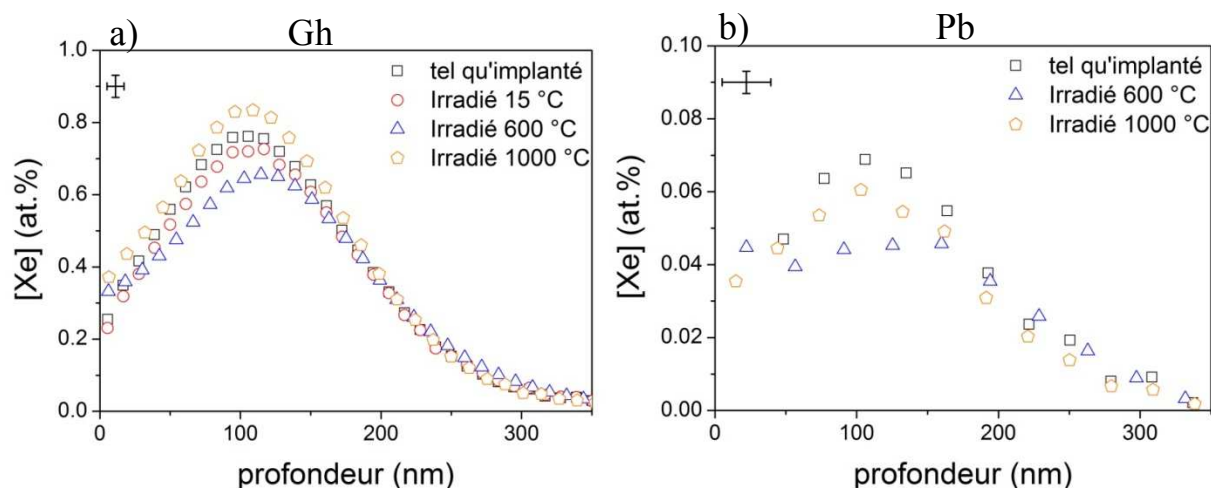 a) Gh
1.0
0.8
0.6
0.4
0.2
0.0
[Xe] (at.%)
tel qu'implanté
Irradié 15 °C
Irradié 600 °C
Irradié 1000 °C
0 100 200 300
profondeur (nm)
b) Pb
0.10
0.08
0.06
0.04
0.02
0.00
[Xe] (at.%)
tel qu'implanté
Irradié 600 °C
Irradié 1000 °C
0 100 200 300
profondeur (nm)